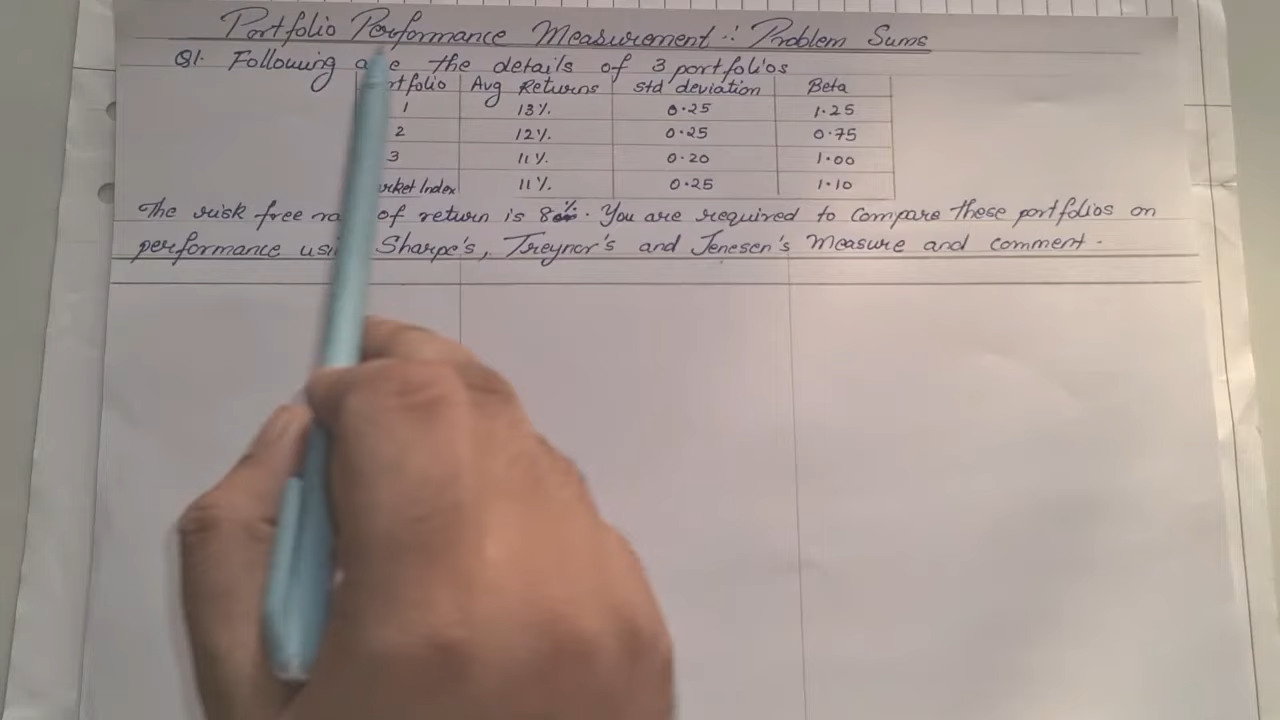 Portfolio Performance Measurement :: Problem Sums
Q1. Following the details of 3 portfolios
Avg Returns std deviation Beta
1 13%. 0.25 1.25
2 12%. 0.25 0.75
3 11%. 0.20 1.00
Index 11%. 0.25 1.10
The risk free of return is 8%. You are required to compare these portfolios on
performance Sharpe's, Treynor's and Jenesen's Measure and comment.